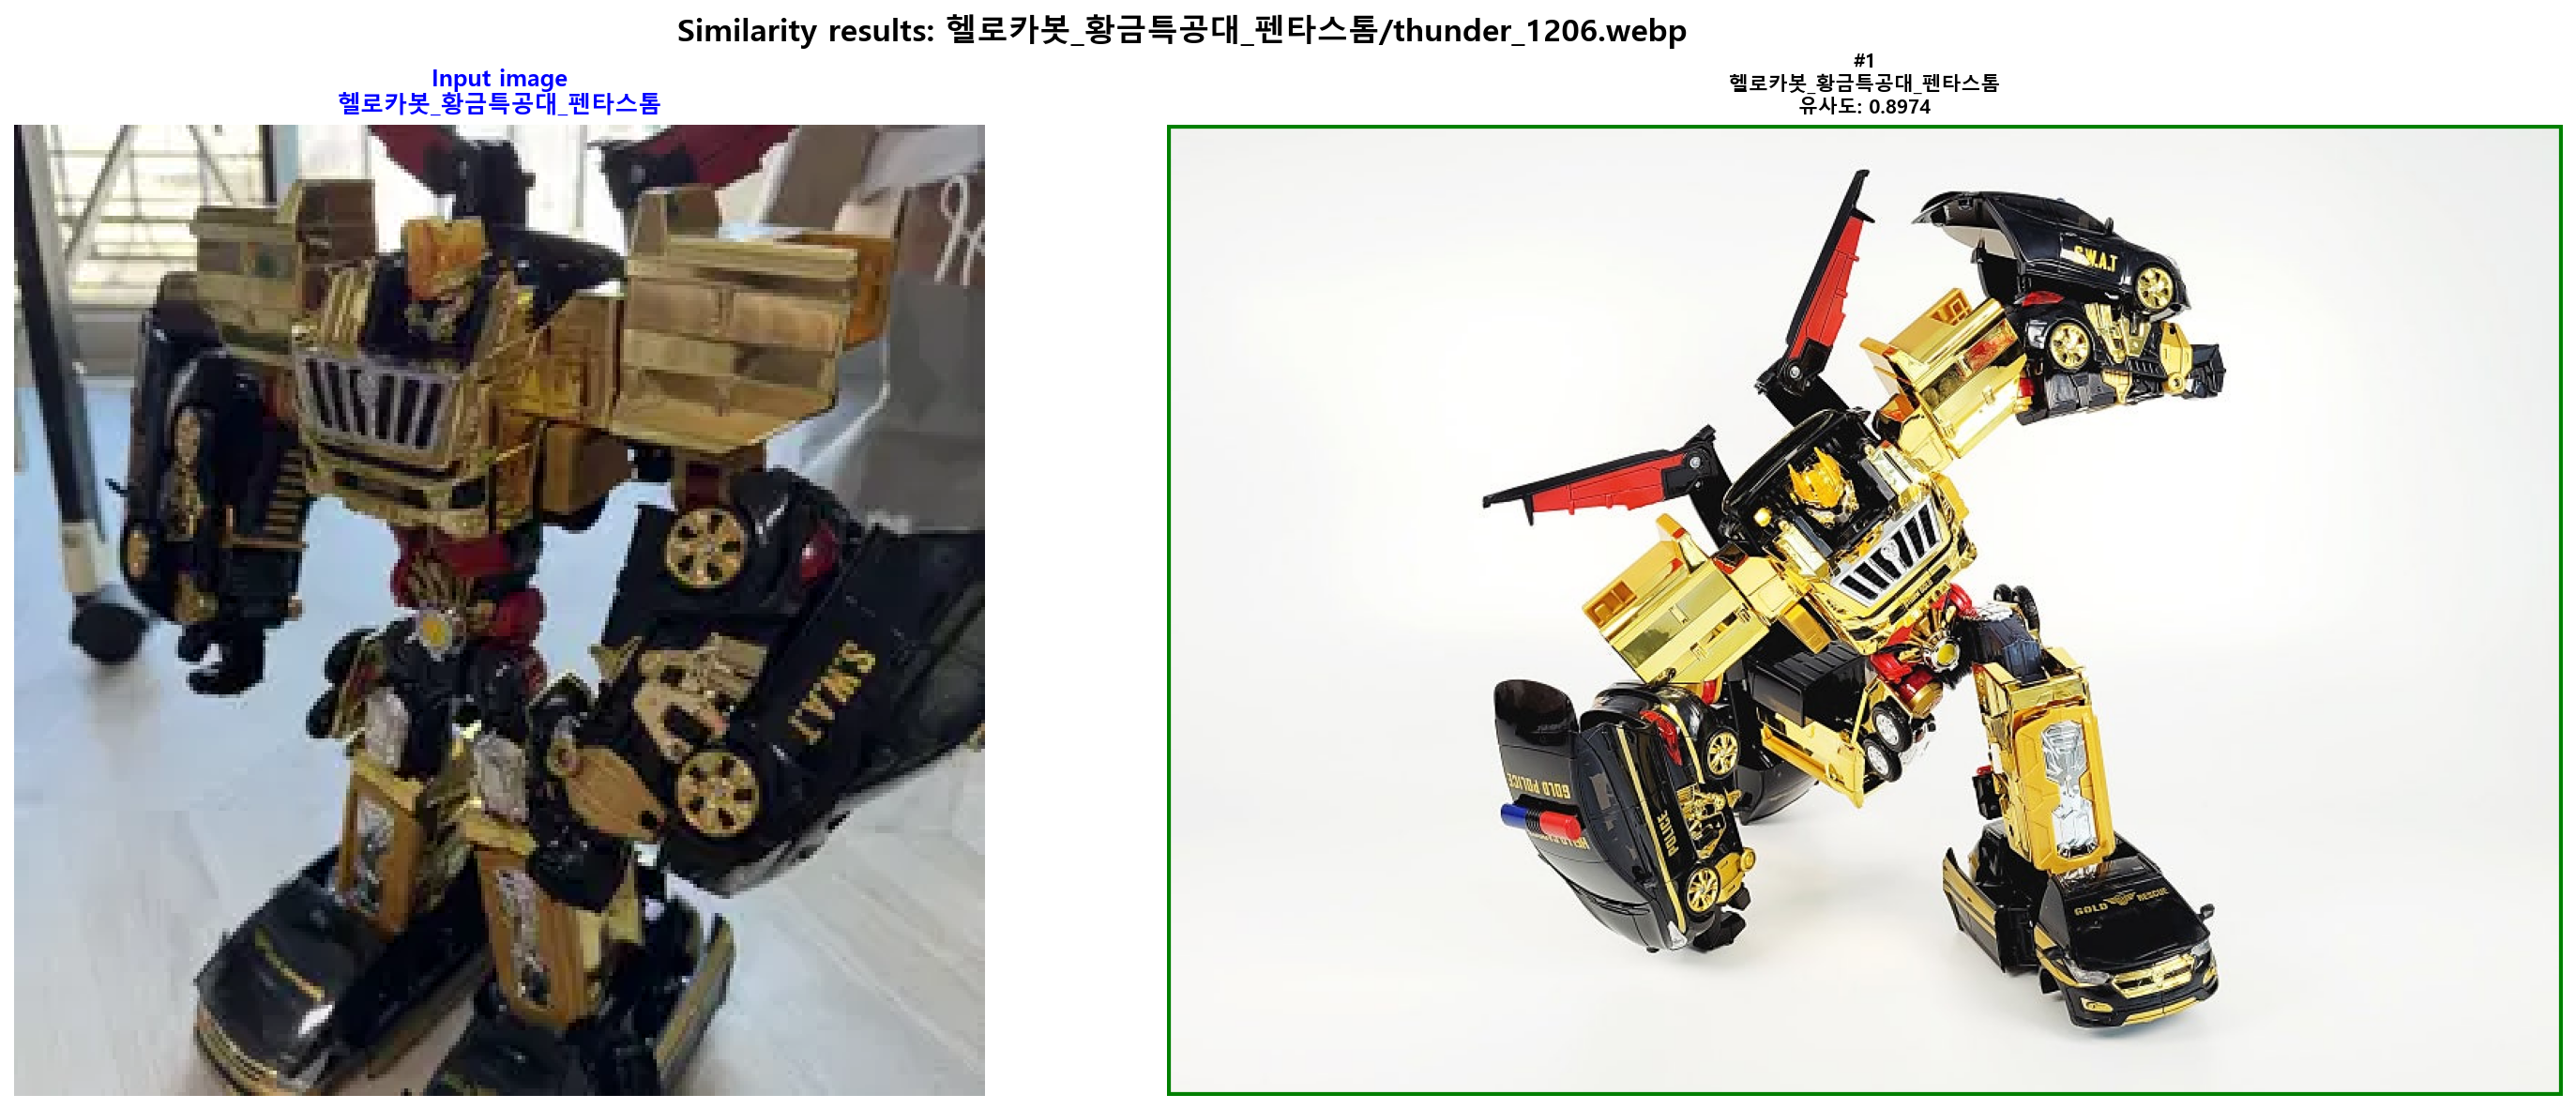 Similarity results: 헬로카봇_황금특공대_펜타스톰/thunder_1206.webp
Input image
헬로카봇_황금특공대_펜타스톰
#1
헬로카봇_황금특공대_펜타스톰
유사도: 0.8974
S.W.A.T
S.W.A.T
GOLD POLICE
POLICE
GOLD RESCUE